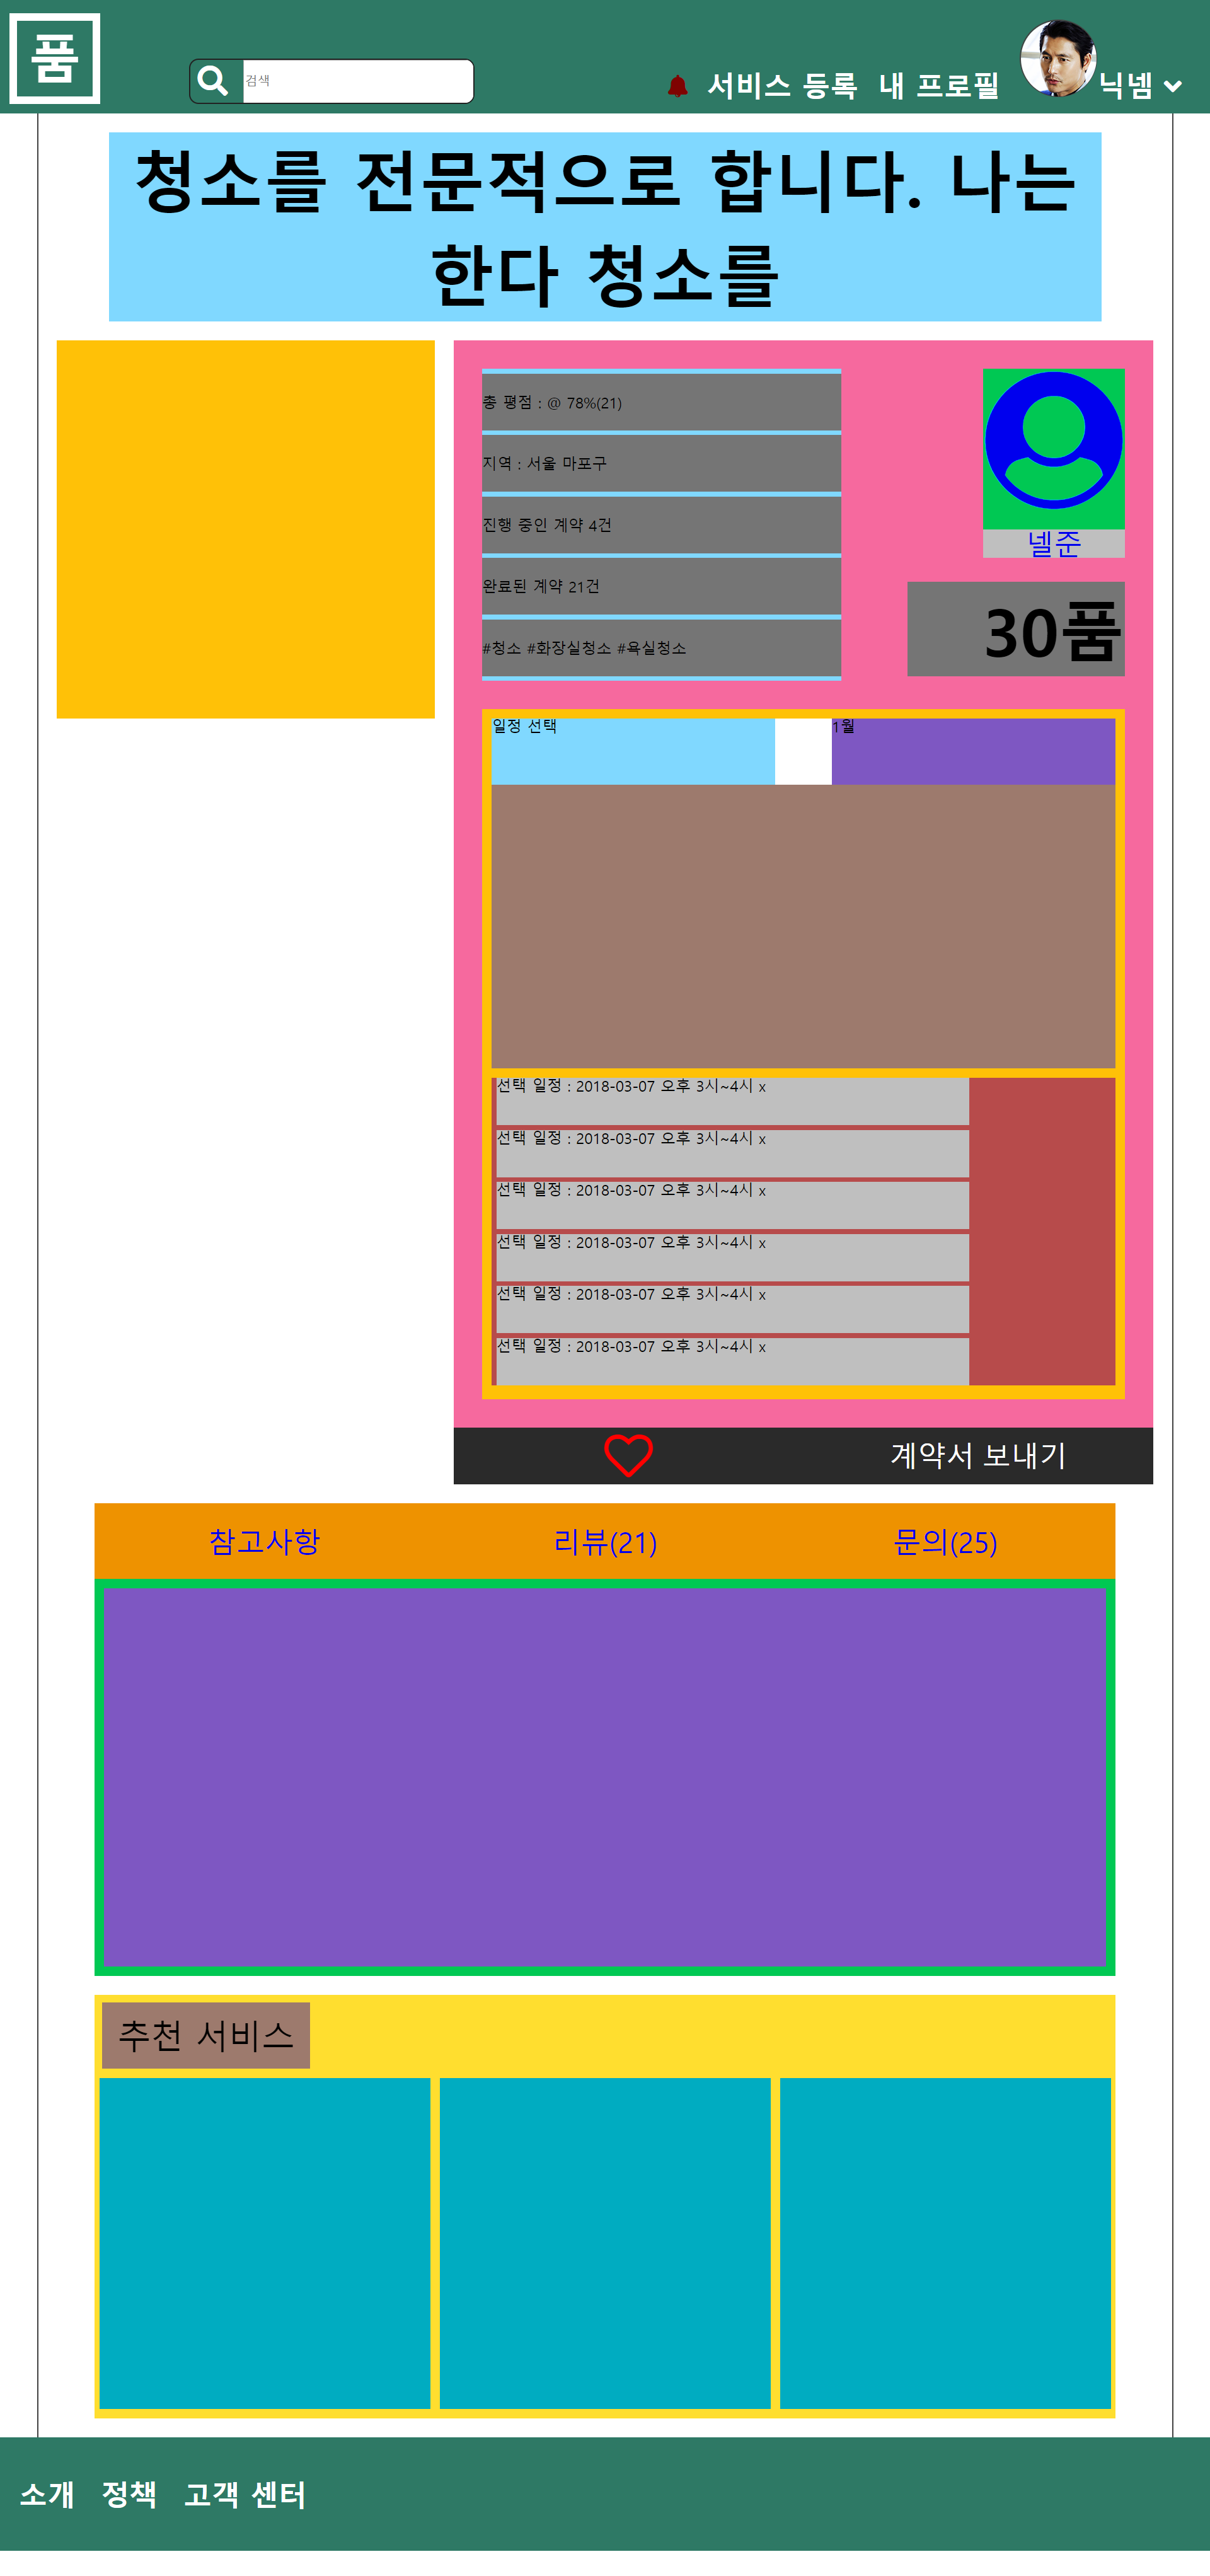 품
검색
서비스 등록 내 프로필 닉넴
청소를 전문적으로 합니다. 나는
한다 청소를
총 평점 : @ 78%(21)
지역 : 서울 마포구
진행 중인 계약 4건
완료된 계약 21건
#청소 #화장실청소 #욕실청소
넬준
30품
일정 선택
1월
선택 일정 : 2018-03-07 오후 3시~4시 x
선택 일정 : 2018-03-07 오후 3시~4시 x
선택 일정 : 2018-03-07 오후 3시~4시 x
선택 일정 : 2018-03-07 오후 3시~4시 x
선택 일정 : 2018-03-07 오후 3시~4시 x
선택 일정 : 2018-03-07 오후 3시~4시 x
계약서 보내기
참고사항 리뷰(21) 문의(25)
추천 서비스
소개 정책 고객 센터